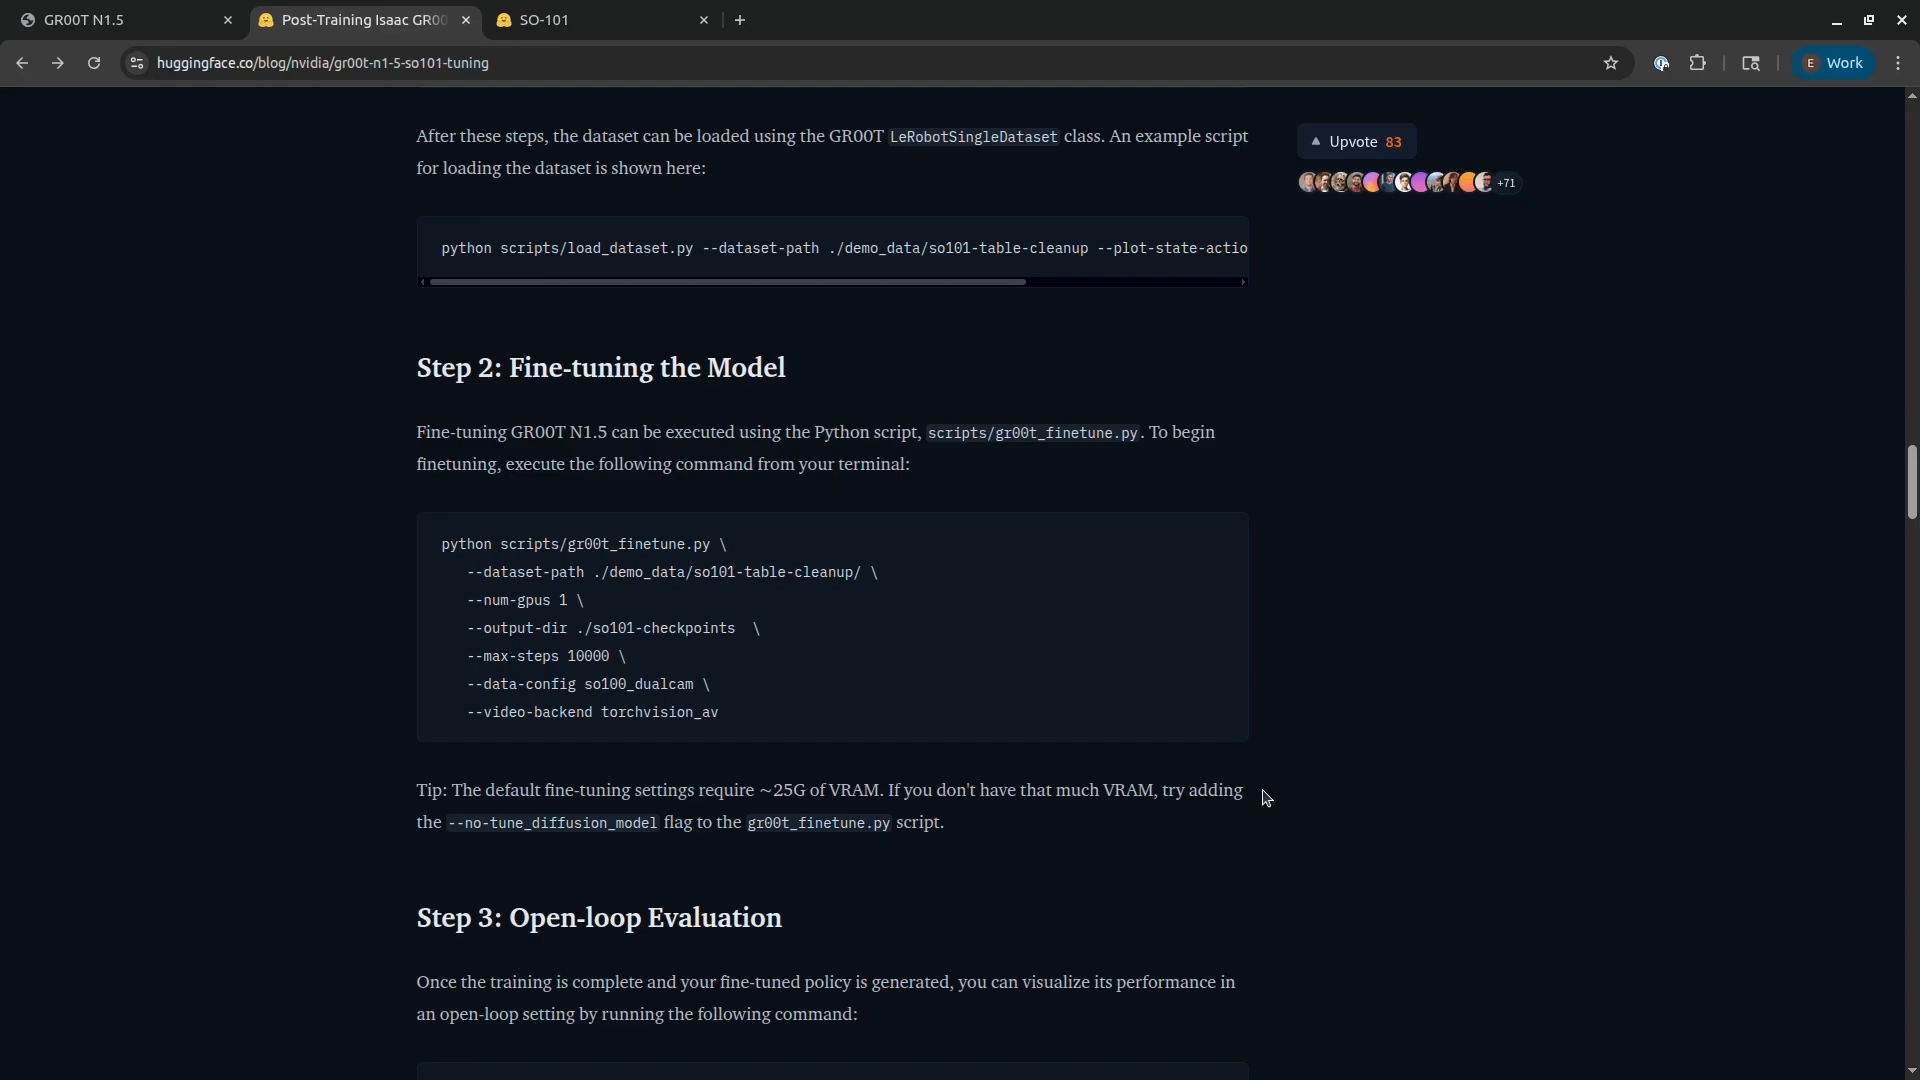 GR00T N1.5
Post-Training Isaac GR00
SO-101
huggingface.co/blog/nvidia/gr00t-n1-5-so101-tuning
E Work
After these steps, the dataset can be loaded using the GR00T LeRobotSingleDataset class. An example script
for loading the dataset is shown here:
Upvote 83
+71
python scripts/load_dataset.py --dataset-path ./demo_data/so101-table-cleanup --plot-state-actio
Step 2: Fine-tuning the Model
Fine-tuning GR00T N1.5 can be executed using the Python script, scripts/gr00t_finetune.py. To begin
finetuning, execute the following command from your terminal:
python scripts/gr00t_finetune.py \
--dataset-path ./demo_data/so101-table-cleanup/ \
--num-gpus 1 \
--output-dir ./so101-checkpoints  \
--max-steps 10000 \
--data-config so100_dualcam \
--video-backend torchvision_av
Tip: The default fine-tuning settings require ~25G of VRAM. If you don't have that much VRAM, try adding
the --no-tune_diffusion_model flag to the gr00t_finetune.py script.
Step 3: Open-loop Evaluation
Once the training is complete and your fine-tuned policy is generated, you can visualize its performance in
an open-loop setting by running the following command: